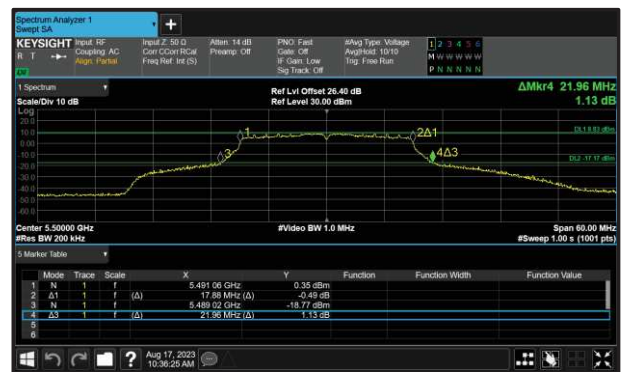 Spectrum Analyzer 1
Swept SA
+
KEYSIGHT
R T
Input: RF
Coupling: AC
Align: Partial
Input Z: 50 Ω
Corr CCorr RCal
Freq Ref: Int (S)
Atten: 14 dB
Preamp: Off
PNO: Fast
Gate: Off
IF Gain: Low
Sig Track: Off
#Avg Type: Voltage
Avg|Hold: 10/10
Trig: Free Run
1 2 3 4 5 6
M W W W W W
P N N N N N
1 Spectrum
Scale/Div 10 dB
Ref Lvl Offset 26.40 dB
Ref Level 30.00 dBm
ΔMkr4 21.96 MHz
1.13 dB
Log
20.0
10.0
0.00
-10.0
-20.0
-30.0
-40.0
-50.0
-60.0
1
2Δ1
3
4Δ3
DL1 8.83 dBm
DL2 -17.17 dBm
Center 5.50000 GHz
#Video BW 1.0 MHz
Span 60.00 MHz
#Res BW 200 kHz
#Sweep 1.00 s (1001 pts)
5 Marker Table
Mode Trace Scale X Y Function Function Width Function Value
1 N 1 f 5.491 06 GHz 0.35 dBm
2 Δ1 1 f (Δ) 17.88 MHz (Δ) -0.49 dB
3 N 1 f 5.489 02 GHz -18.77 dBm
4 Δ3 1 f (Δ) 21.96 MHz (Δ) 1.13 dB
5
6
?
Aug 17, 2023
10:36:25 AM